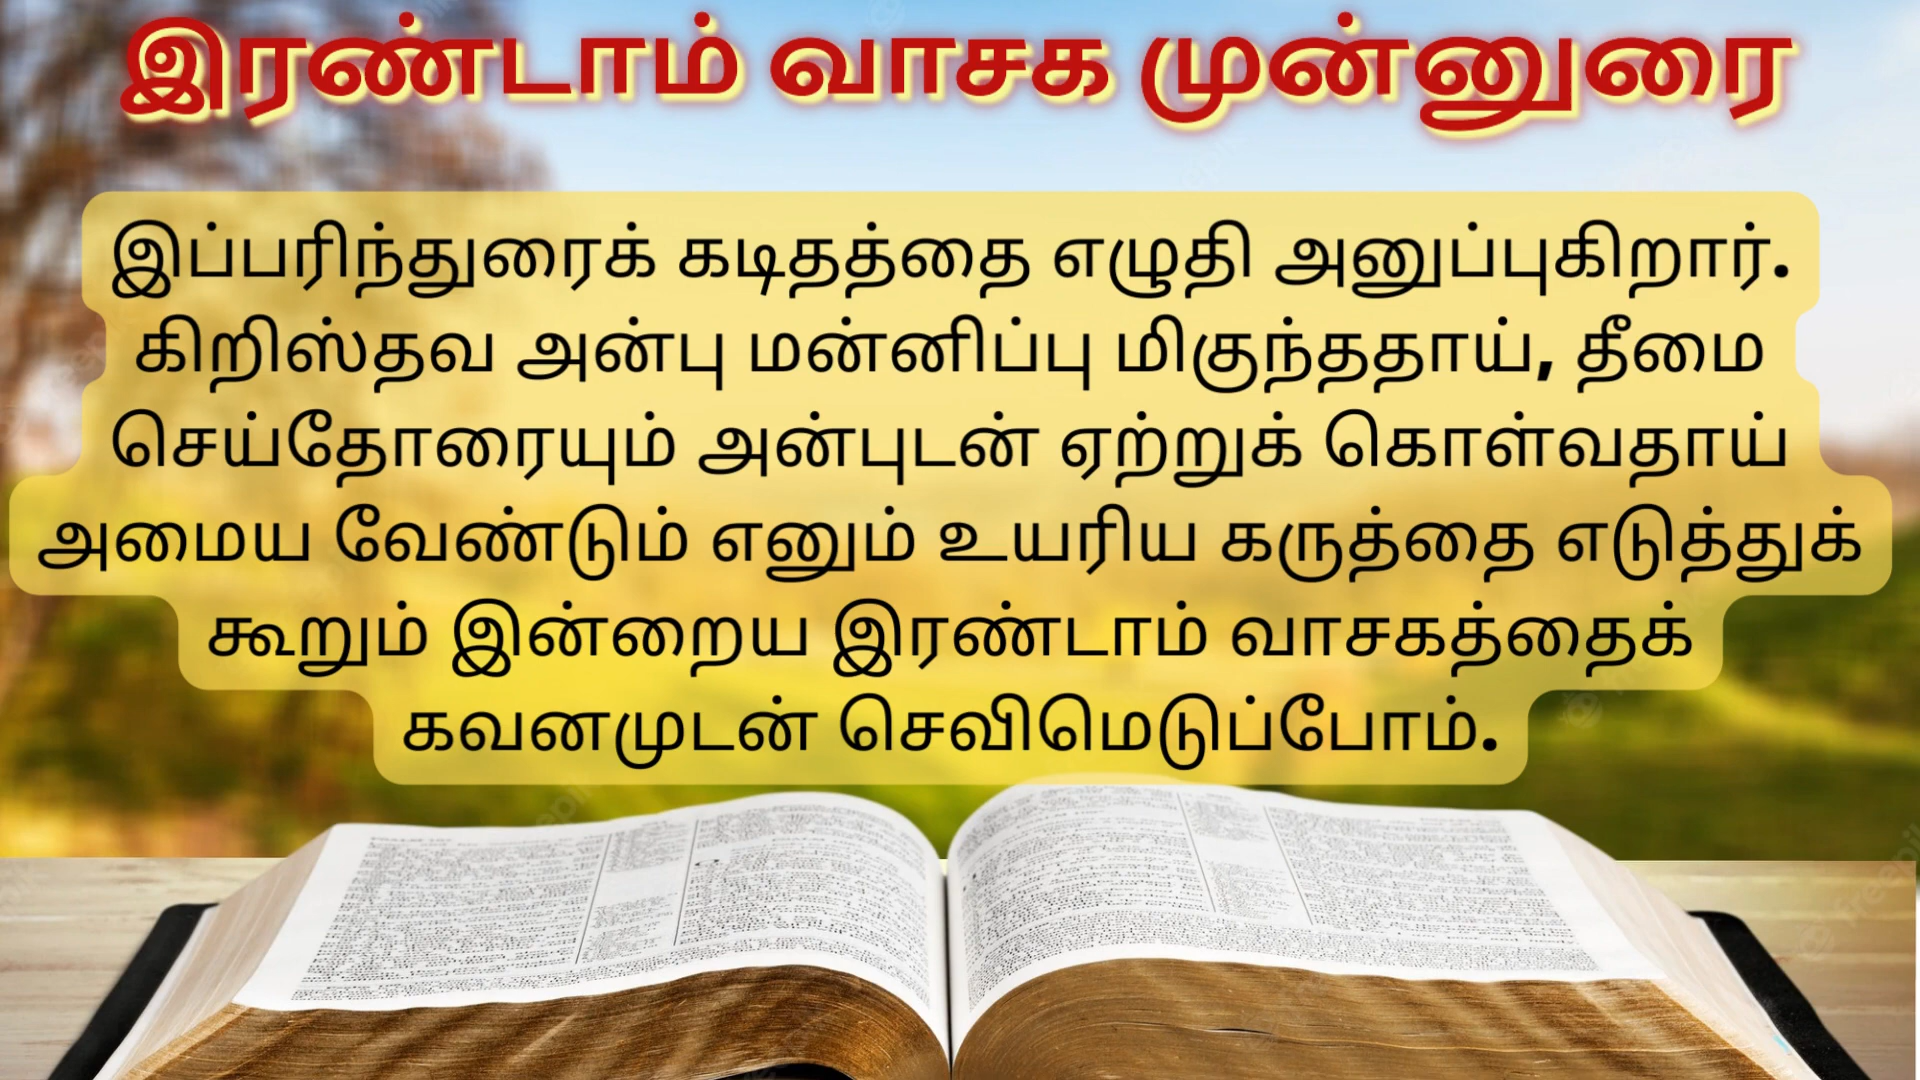 இரண்டாம் வாசக முன்னுரை
இப்பரிந்துரைக் கடிதத்தை எழுதி அனுப்புகிறார்.
கிறிஸ்தவ அன்பு மன்னிப்பு மிகுந்ததாய், தீமை
செய்தோரையும் அன்புடன் ஏற்றுக் கொள்வதாய்
அமைய வேண்டும் எனும் உயரிய கருத்தை எடுத்துக்
கூறும் இன்றைய இரண்டாம் வாசகத்தைக்
கவனமுடன் செவிமெடுப்போம்.